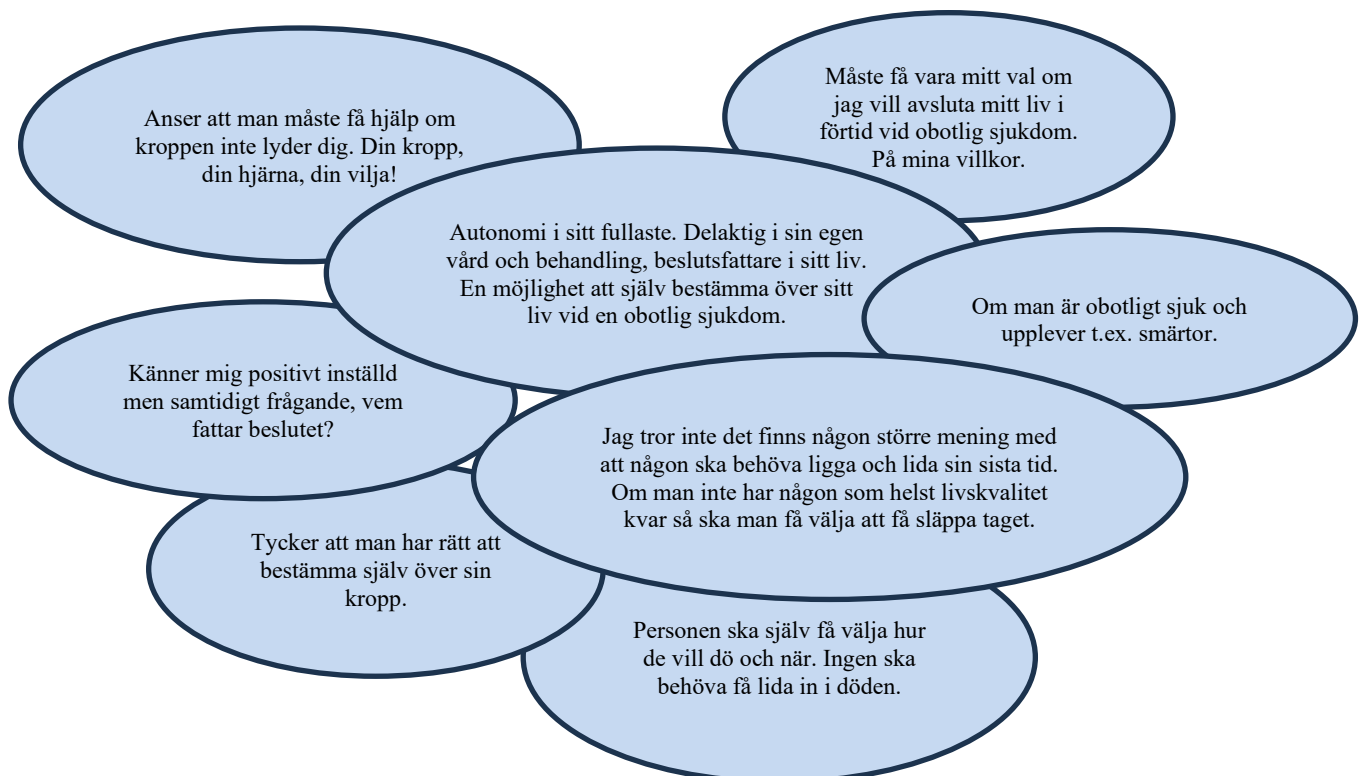 Anser att man måste få hjälp om
kroppen inte lyder dig. Din kropp,
din hjärna, din vilja!
Måste få vara mitt val om
jag vill avsluta mitt liv i
förtid vid obotlig sjukdom.
På mina villkor.
Autonomi i sitt fullaste. Delaktig i sin egen
vård och behandling, beslutsfattare i sitt liv.
En möjlighet att själv bestämma över sitt
liv vid en obotlig sjukdom.
Om man är obotligt sjuk och
upplever t.ex. smärtor.
Känner mig positivt inställd
men samtidigt frågande, vem
fattar beslutet?
Jag tror inte det finns någon större mening med
att någon ska behöva ligga och lida sin sista tid.
Om man inte har någon som helst livskvalitet
kvar så ska man få välja att få släppa taget.
Tycker att man har rätt att
bestämma själv över sin
kropp.
Personen ska själv få välja hur
de vill dö och när. Ingen ska
behöva få lida in i döden.